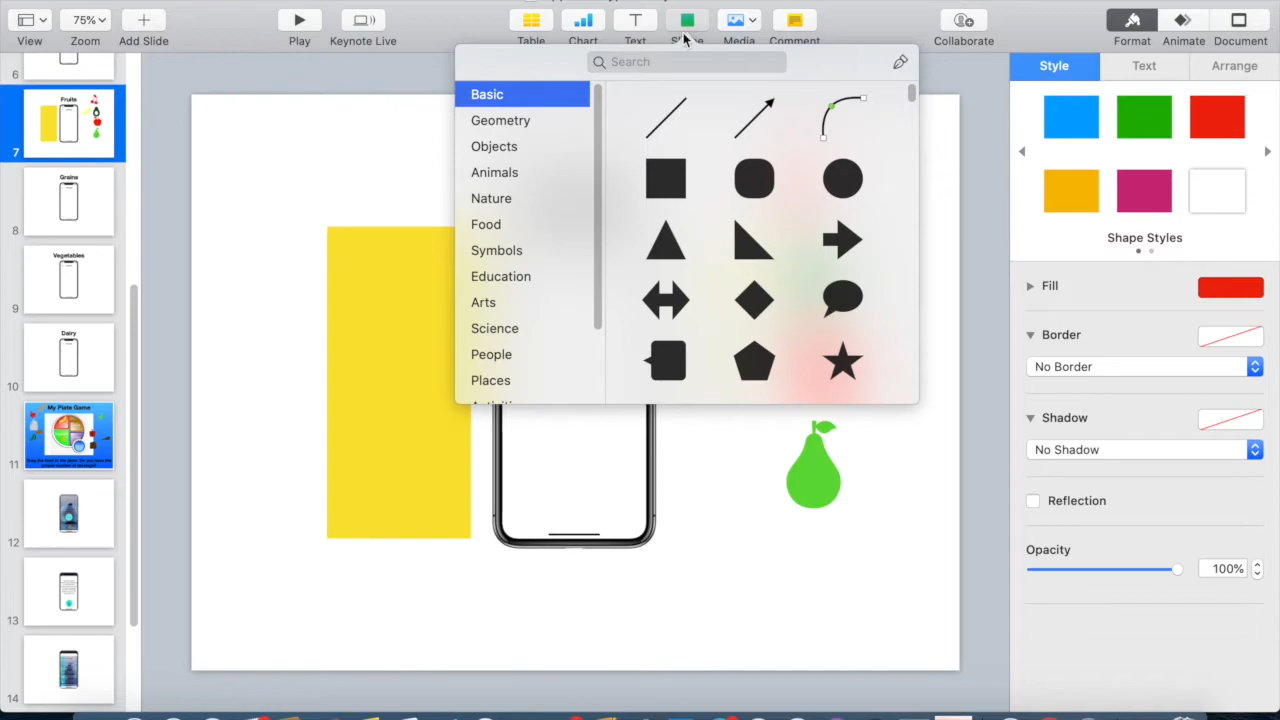 75%
View
Zoom
Add Slide
Play
Keynote Live
Table
Chart
Text
Media
Comment
Collaborate
Format
Animate
Document
Search
Basic
Geometry
Objects
Animals
Nature
Food
Symbols
Education
Arts
Science
People
Places
6
Fruits
7
Grains
8
Vegetables
9
Dairy
10
My Plate Game
11
12
13
14
Style
Text
Arrange
Shape Styles
Fill
Border
No Border
Shadow
No Shadow
Reflection
Opacity
100%